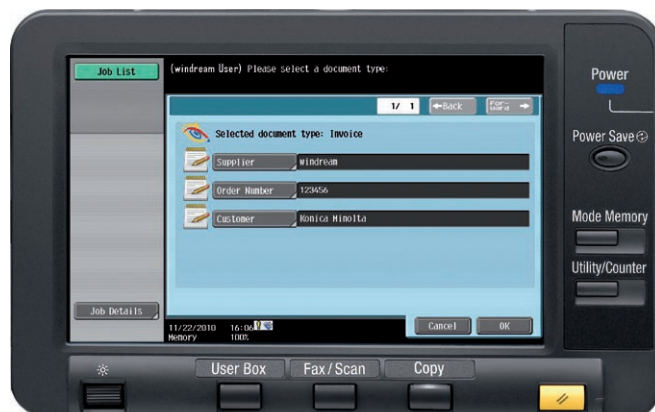 Job List
(windream User) Please select a document type:
1/ 1 ←Back For-ward →
Selected document type: Invoice
Supplier windream
Order Number 123456
Customer Konica Minolta
Job Details
11/22/2010 16:06
Memory 100%
Cancel OK
Power
Power Save
Mode Memory
Utility/Counter
User Box Fax/Scan Copy